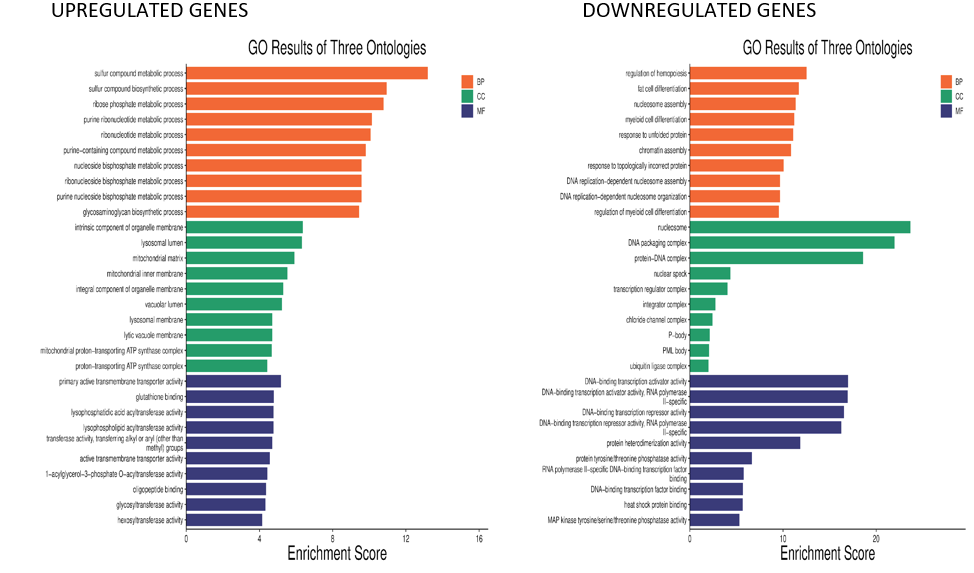 UPREGULATED GENES
GO Results of Three Ontologies
sulfur compound metabolic process
sulfur compound biosynthetic process
ribose phosphate metabolic process
purine ribonucleotide metabolic process
ribonucleotide metabolic process
purine-containing compound metabolic process
nucleoside bisphosphate metabolic process
ribonucleoside bisphosphate metabolic process
purine nucleoside bisphosphate metabolic process
glycosaminoglycan biosynthetic process
intrinsic component of organelle membrane
lysosomal lumen
mitochondrial matrix
mitochondrial inner membrane
integral component of organelle membrane
vacuolar lumen
lysosomal membrane
lytic vacuole membrane
mitochondrial proton-transporting ATP synthase complex
proton-transporting ATP synthase complex
primary active transmembrane transporter activity
glutathione binding
lysophosphatidic acid acyltransferase activity
lysophospholipid acyltransferase activity
transferase activity, transferring alkyl or aryl (other than
methyl) groups
active transmembrane transporter activity
1-acylglycerol-3-phosphate O-acyltransferase activity
oligopeptide binding
glycosyltransferase activity
hexosyltransferase activity
BP
CC
MF
0 4 8 12 16
Enrichment Score
DOWNREGULATED GENES
GO Results of Three Ontologies
regulation of hemopoiesis
fat cell differentiation
nucleosome assembly
myeloid cell differentiation
response to unfolded protein
chromatin assembly
response to topologically incorrect protein
DNA replication-dependent nucleosome assembly
DNA replication-dependent nucleosome organization
regulation of myeloid cell differentiation
nucleosome
DNA packaging complex
protein-DNA complex
nuclear speck
transcription regulator complex
integrator complex
chloride channel complex
P-body
PML body
ubiquitin ligase complex
DNA-binding transcription activator activity
DNA-binding transcription activator activity, RNA polymerase
II-specific
DNA-binding transcription repressor activity
DNA-binding transcription repressor activity, RNA polymerase
II-specific
protein heterodimerization activity
protein tyrosine/threonine phosphatase activity
RNA polymerase II-specific DNA-binding transcription factor
binding
DNA-binding transcription factor binding
heat shock protein binding
MAP kinase tyrosine/serine/threonine phosphatase activity
BP
CC
MF
0 10 20
Enrichment Score